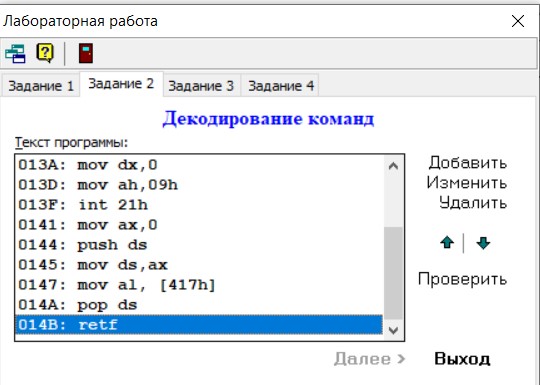 Лабораторная работа
Задание 1 Задание 2 Задание 3 Задание 4
Декодирование команд
Текст программы:
013A: mov dx,0
013D: mov ah,09h
013F: int 21h
0141: mov ax,0
0144: push ds
0145: mov ds,ax
0147: mov al, [417h]
014A: pop ds
014B: retf
Добавить
Изменить
Удалить
Проверить
Далее >
Выход